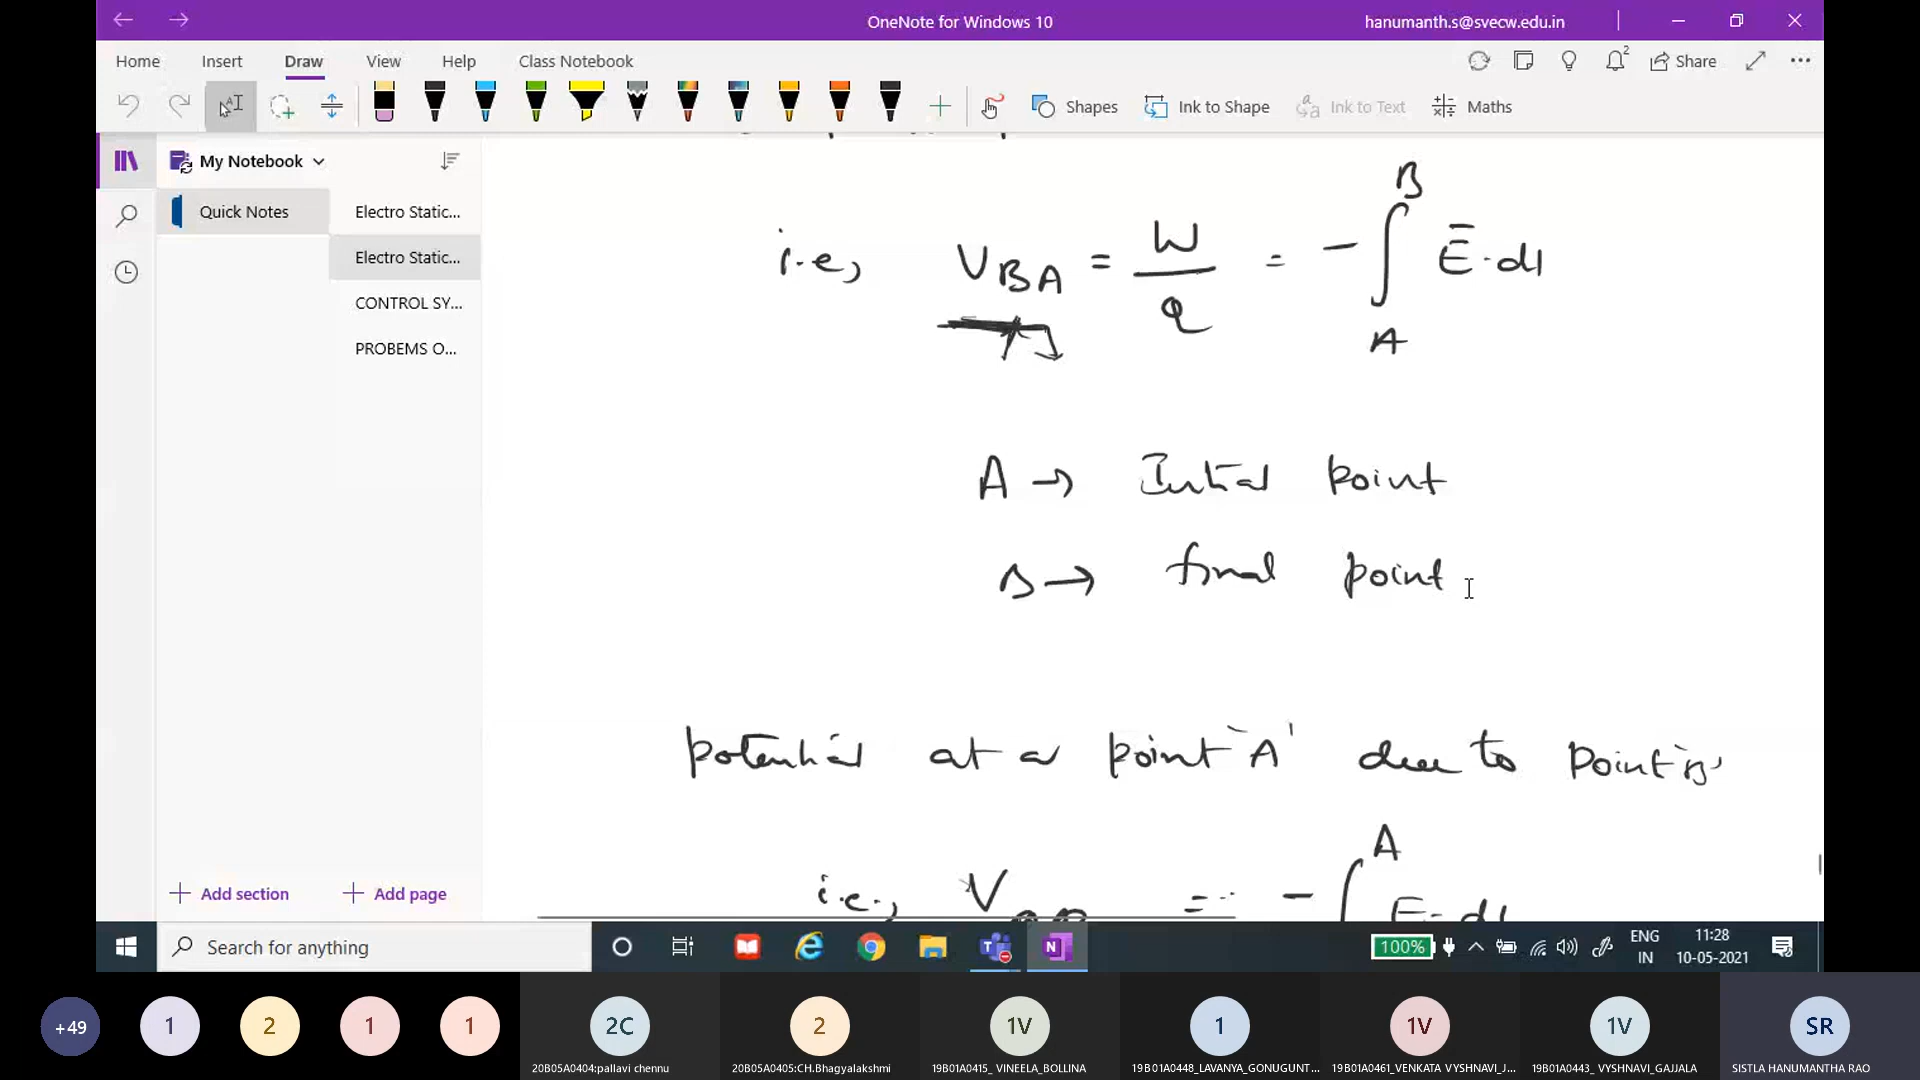 OneNote for Windows 10
hanumanth.s@svecw.edu.in
Home Insert Draw View Help Class Notebook
2
Share
Shapes Ink to Shape Ink to Text Maths
My Notebook
Quick Notes
Electro Static...
Electro Static...
CONTROL SY...
PROBEMS O...
i.e, V_BA = W/Q = - ∫_A^B Ē·dl
A → Initial point
B → final point
potential at a point 'A' due to point 'B'
A
i.e., V = - ∫ E·dl
Add section Add page
Search for anything
100%
ENG
IN
11:28
10-05-2021
+49 1 2 1 1 2C 2 1V 1 1V 1V SR
20B05A0404:pallavi chennu
20B05A0405:CH.Bhagyalakshmi
19B01A0415_ VINEELA_BOLLINA
19B01A0448_LAVANYA_GONUGUNT...
19B01A0461_VENKATA VYSHNAVI_J...
19B01A0443_ VYSHNAVI_GAJJALA
SISTLA HANUMANTHA RAO